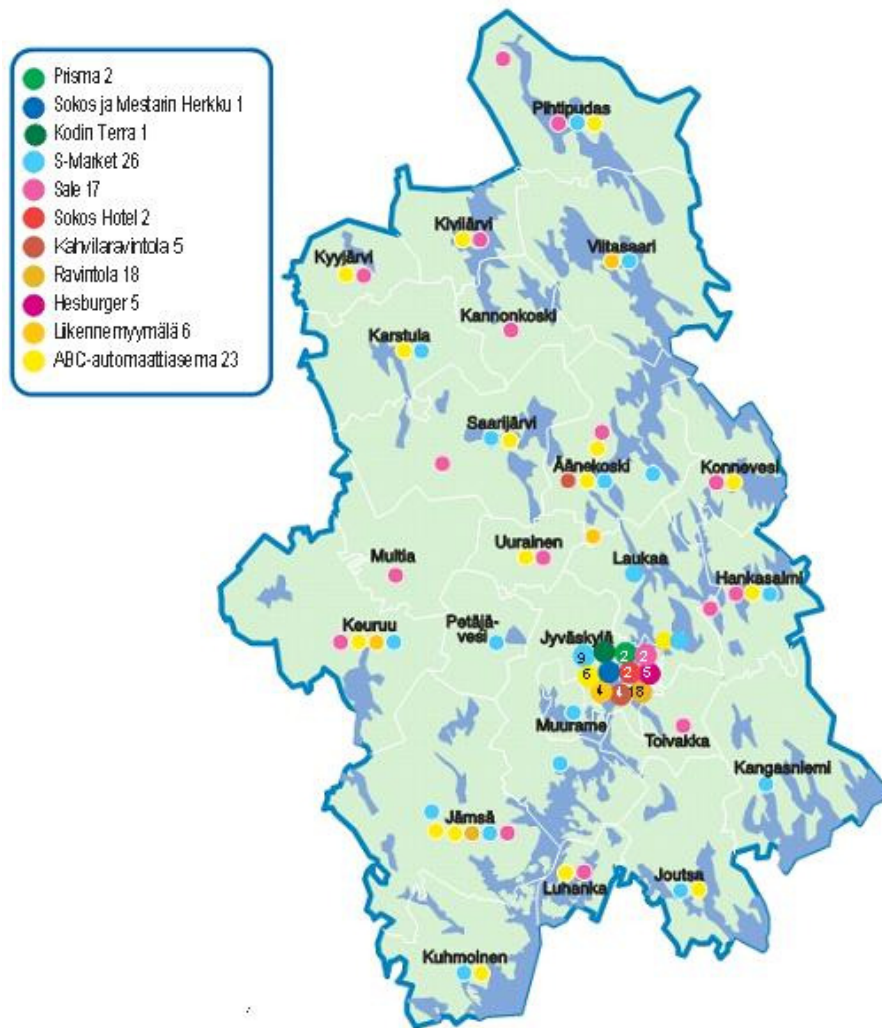 Prisma 2
Sokos ja Mestarin Herkku 1
Kodin Terra 1
S-Market 26
Sale 17
Sokos Hotel 2
Kahvilaravintola 5
Ravintola 18
Hesburger 5
Liikennemyymälä 6
ABC-automaattiasema 23
Pihtipudas
Kivijärvi
Viitasaari
Kyyjärvi
Kannonkoski
Karstula
Saarijärvi
Äänekoski
Konnevesi
Uurainen
Multia
Laukaa
Hankasalmi
Keuruu
Petäjä-
vesi
Jyväskylä
9 2 2
6 2 5
4 4 18
Muurame
Toivakka
Kangasniemi
Jämsä
Luhanka
Joutsa
Kuhmoinen